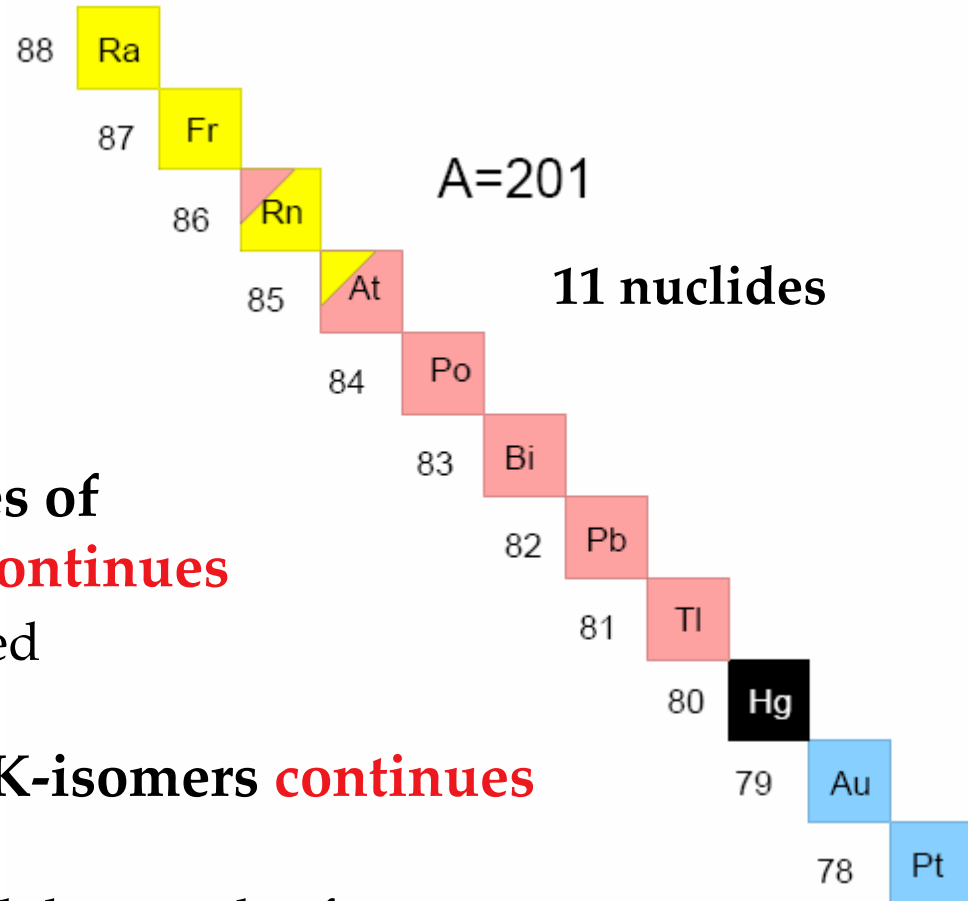 88 Ra
87 Fr
A=201
86 Rn
11 nuclides
85 At
84 Po
83 Bi
es of
82 Pb
ontinues
81 Tl
ed
80 Hg
K-isomers continues
79 Au
78 Pt